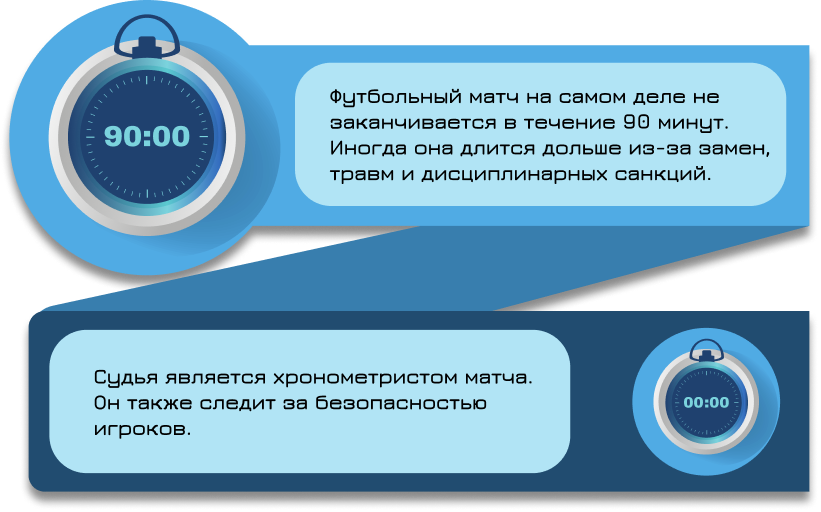 90:00
Футбольный матч на самом деле не
заканчивается в течение 90 минут.
Иногда она длится дольше из-за замен,
травм и дисциплинарных санкций.
Судья является хронометристом матча.
Он также следит за безопасностью
игроков.
00:00